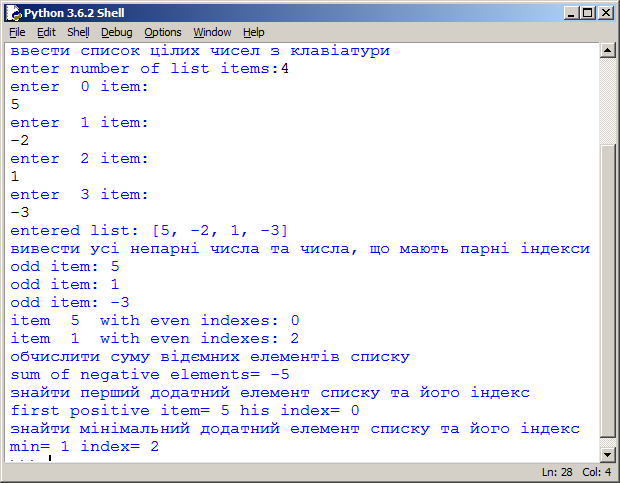 Python 3.6.2 Shell
File Edit Shell Debug Options Window Help
ввести список цілих чисел з клавіатури
enter number of list items:4
enter  0 item:
5
enter  1 item:
-2
enter  2 item:
1
enter  3 item:
-3
entered list: [5, -2, 1, -3]
вивести усі непарні числа та числа, що мають парні індекси
odd item: 5
odd item: 1
odd item: -3
item  5  with even indexes: 0
item  1  with even indexes: 2
обчислити суму відємних елементів списку
sum of negative elements= -5
знайти перший додатний елемент списку та його індекс
first positive item= 5 his index= 0
знайти мінімальний додатний елемент списку та його індекс
min= 1 index= 2
Ln: 28 Col: 4